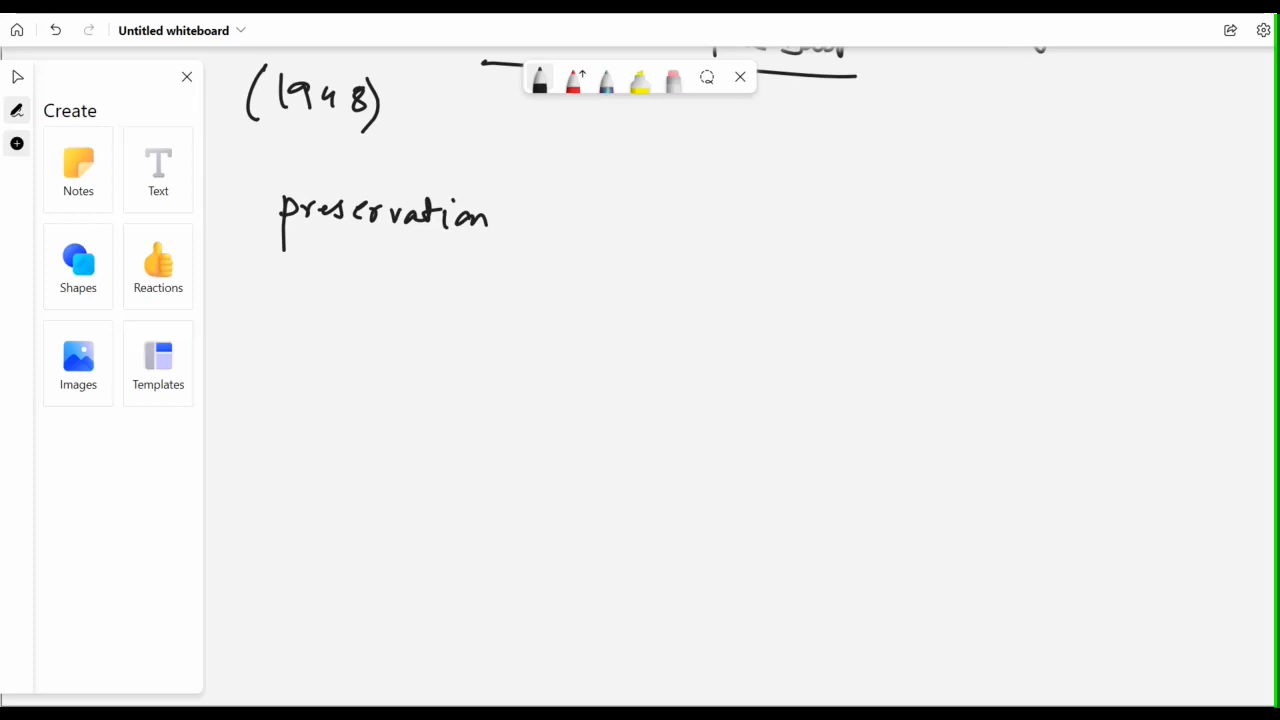 Untitled whiteboard
(1948)
Create
Notes
Text
preservation
Shapes
Reactions
Images
Templates